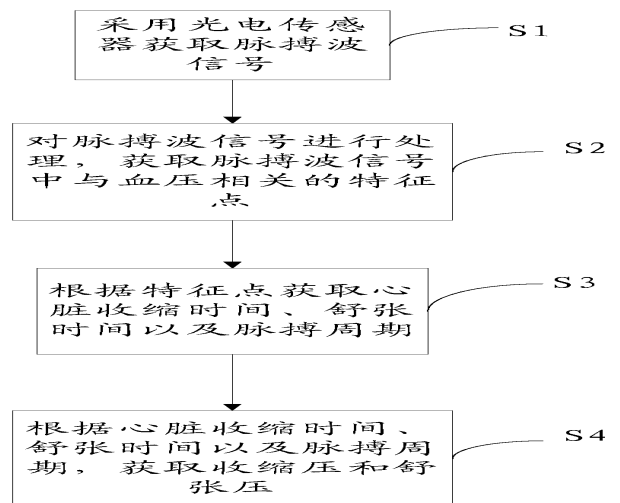 采用光电传感
器获取脉搏波
信号
S1
对脉搏波信号进行处
理，获取脉搏波信号
中与血压相关的特征
点
S2
根据特征点获取心
脏收缩时间、舒张
时间以及脉搏周期
S3
根据心脏收缩时间、
舒张时间以及脉搏周
期，获取收缩压和舒
张压
S4